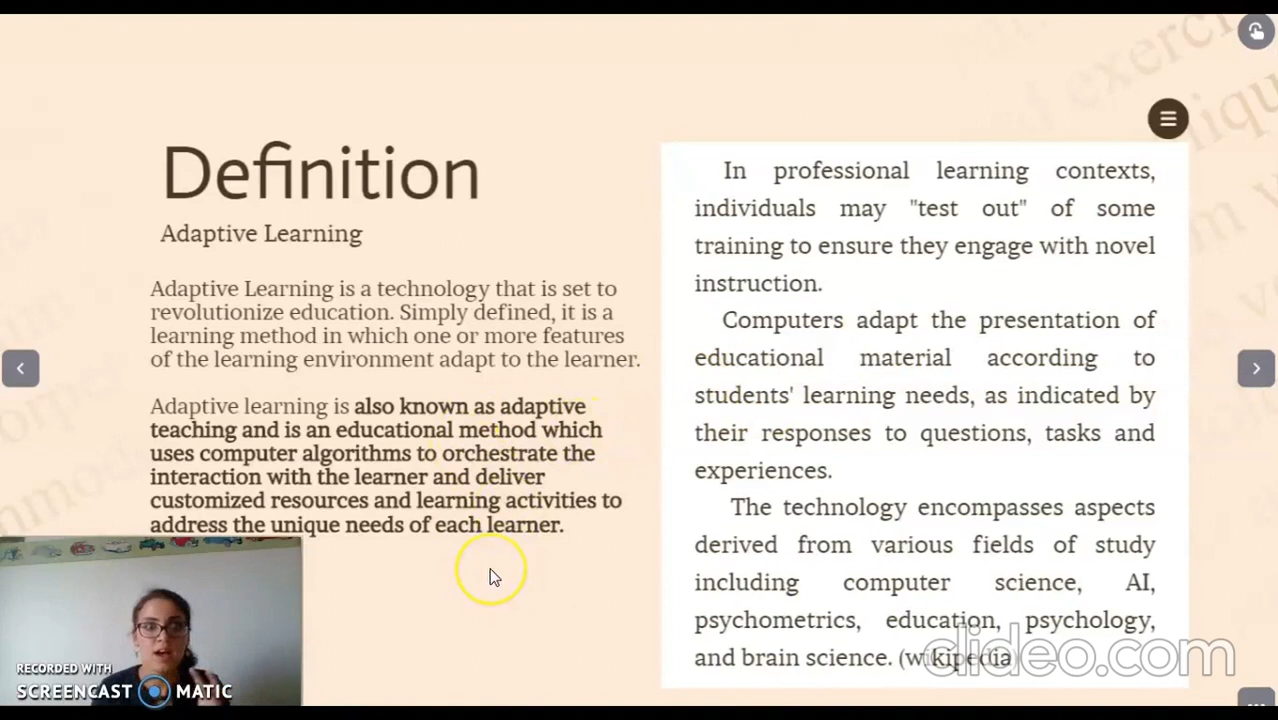 Definition
Adaptive Learning
Adaptive Learning is a technology that is set to
revolutionize education. Simply defined, it is a
learning method in which one or more features
of the learning environment adapt to the learner.
Adaptive learning is also known as adaptive
teaching and is an educational method which
uses computer algorithms to orchestrate the
interaction with the learner and deliver
customized resources and learning activities to
address the unique needs of each learner.
In professional learning contexts,
individuals may "test out" of some
training to ensure they engage with novel
instruction.
Computers adapt the presentation of
educational material according to
students' learning needs, as indicated by
their responses to questions, tasks and
experiences.
The technology encompasses aspects
derived from various fields of study
including computer science, AI,
psychometrics, education, psychology,
and brain science. (wikipedia)
clideo.com
RECORDED WITH
SCREENCAST MATIC